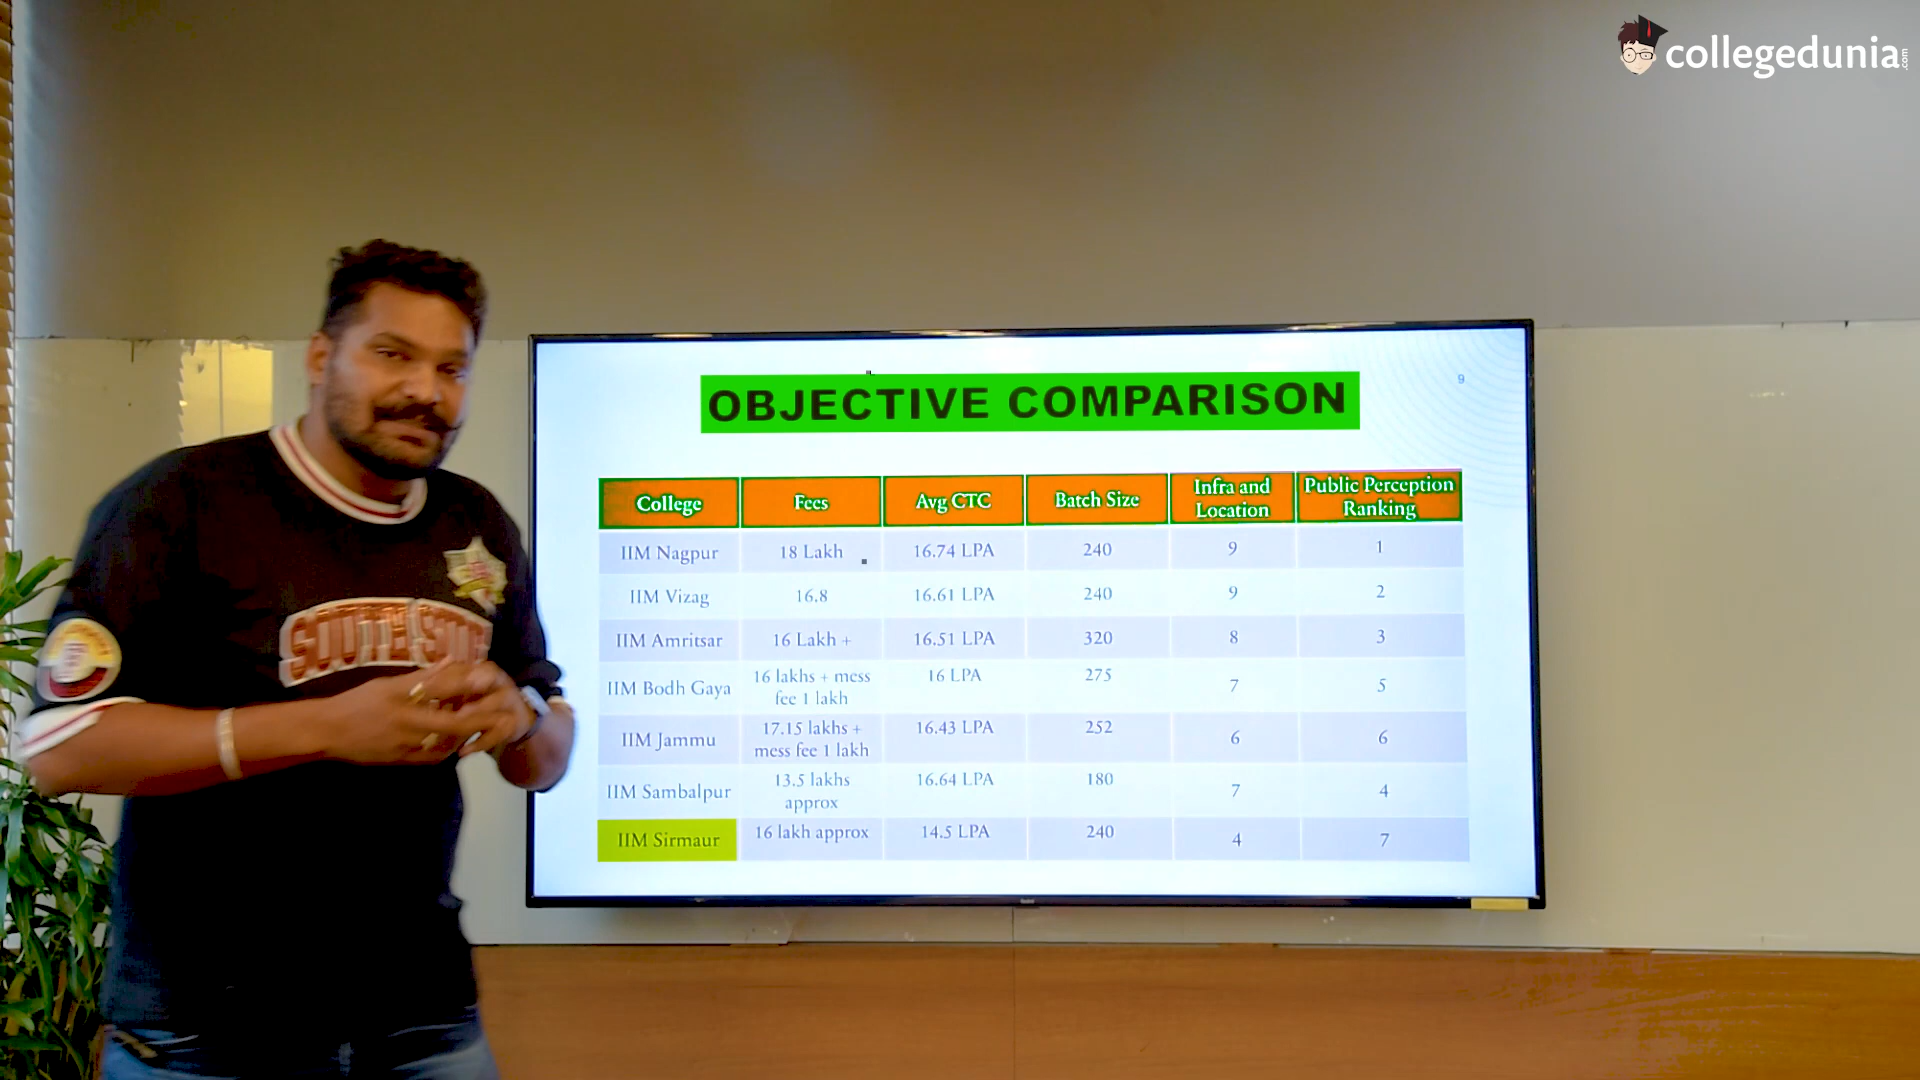 collegedunia.com
9
OBJECTIVE COMPARISON
College Fees Avg CTC Batch Size Infra and Location Public Perception Ranking
IIM Nagpur 18 Lakh 16.74 LPA 240 9 1
IIM Vizag 16.8 16.61 LPA 240 9 2
IIM Amritsar 16 Lakh + 16.51 LPA 320 8 3
IIM Bodh Gaya 16 lakhs + mess fee 1 lakh 16 LPA 275 7 5
IIM Jammu 17.15 lakhs + mess fee 1 lakh 16.43 LPA 252 6 6
IIM Sambalpur 13.5 lakhs approx 16.64 LPA 180 7 4
IIM Sirmaur 16 lakh approx 14.5 LPA 240 4 7